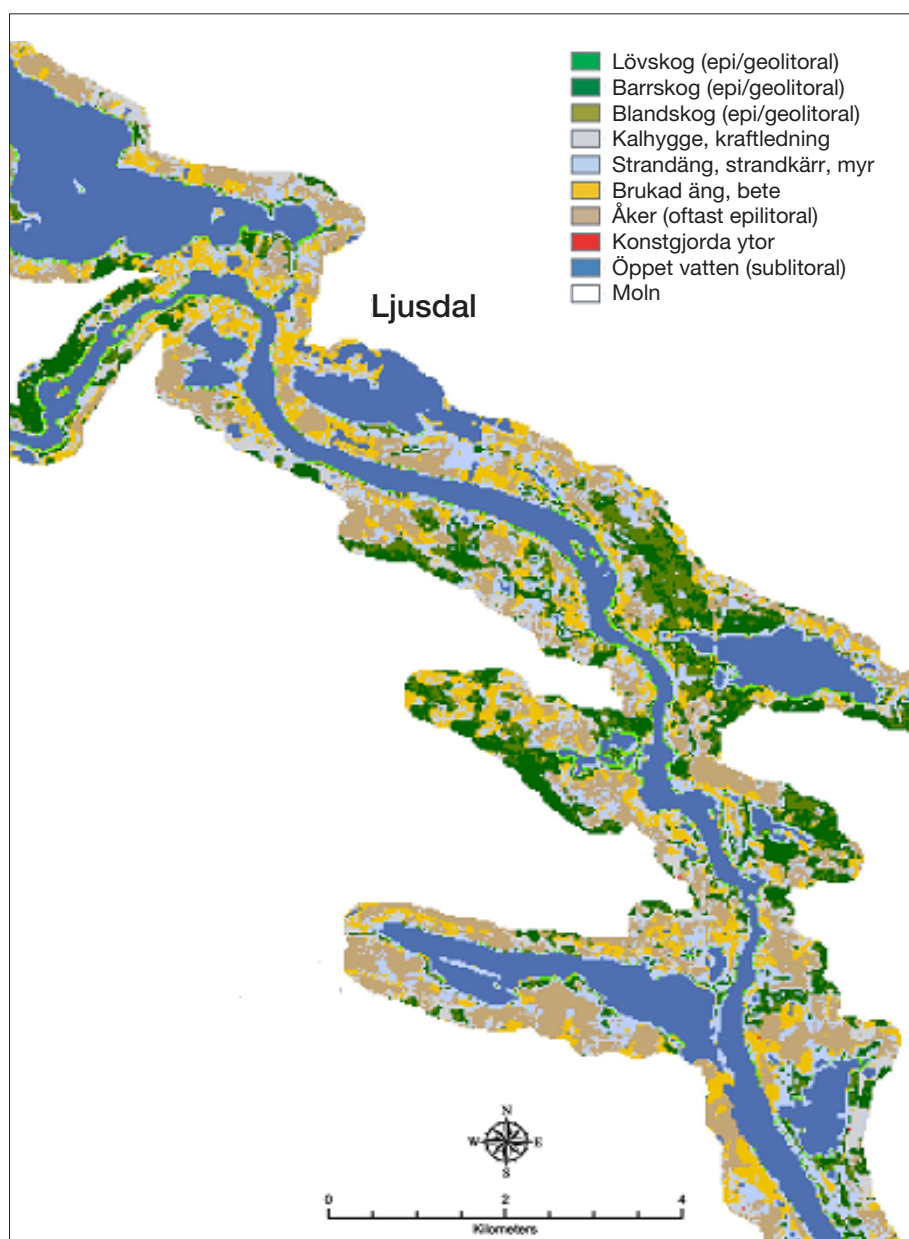 Lövskog (epi/geolitoral)
Barrskog (epi/geolitoral)
Blandskog (epi/geolitoral)
Kalhygge, kraftledning
Strandäng, strandkärr, myr
Brukad äng, bete
Åker (oftast epilitoral)
Konstgjorda ytor
Öppet vatten (sublitoral)
Moln
Ljusdal
N
W E
S
0 2 4
Kilometers